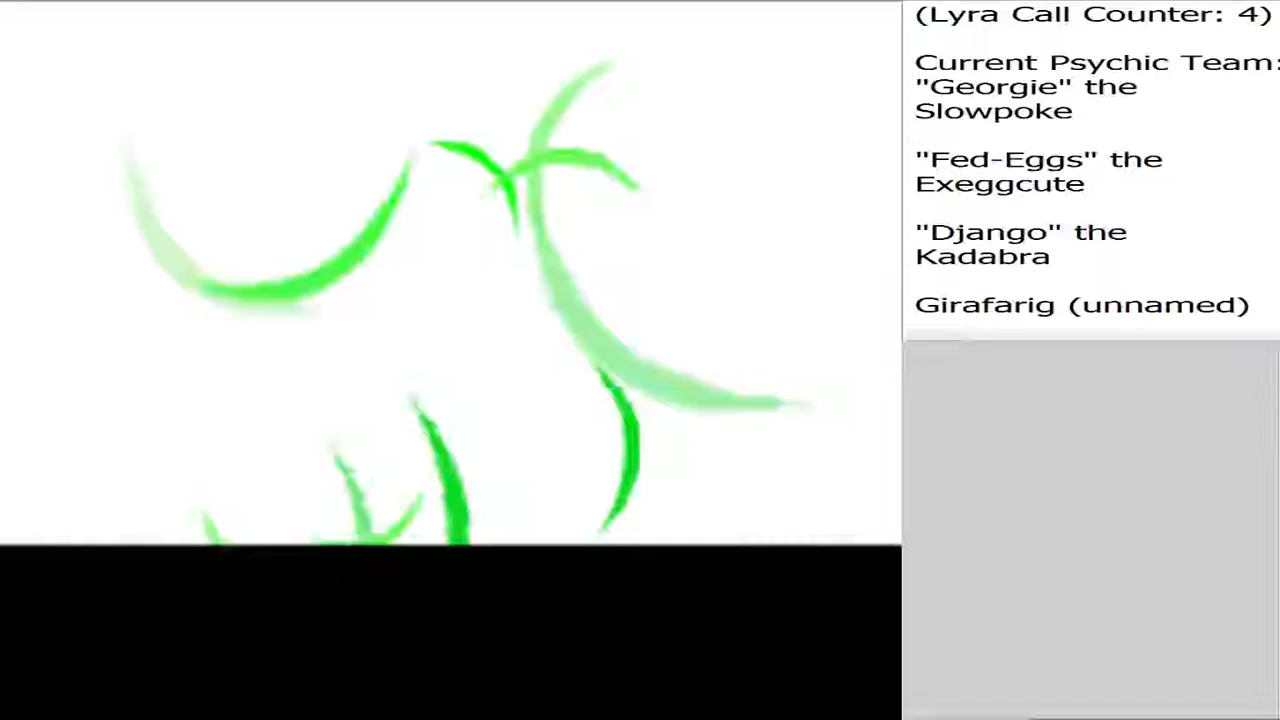 (Lyra Call Counter: 4)
Current Psychic Team:
"Georgie" the
Slowpoke
"Fed-Eggs" the
Exeggcute
"Django" the
Kadabra
Girafarig (unnamed)